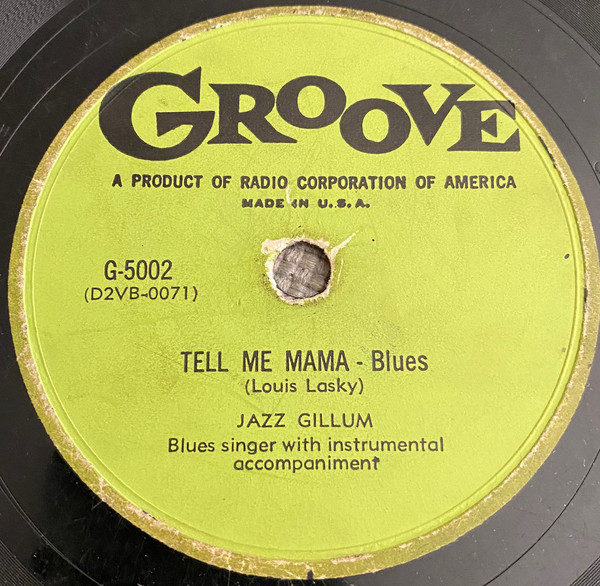 GROOVE
A PRODUCT OF RADIO CORPORATION OF AMERICA
MADE IN U.S.A.
G-5002
(D2VB-0071)
TELL ME MAMA - Blues
(Louis Lasky)
JAZZ GILLUM
Blues singer with instrumental
accompaniment